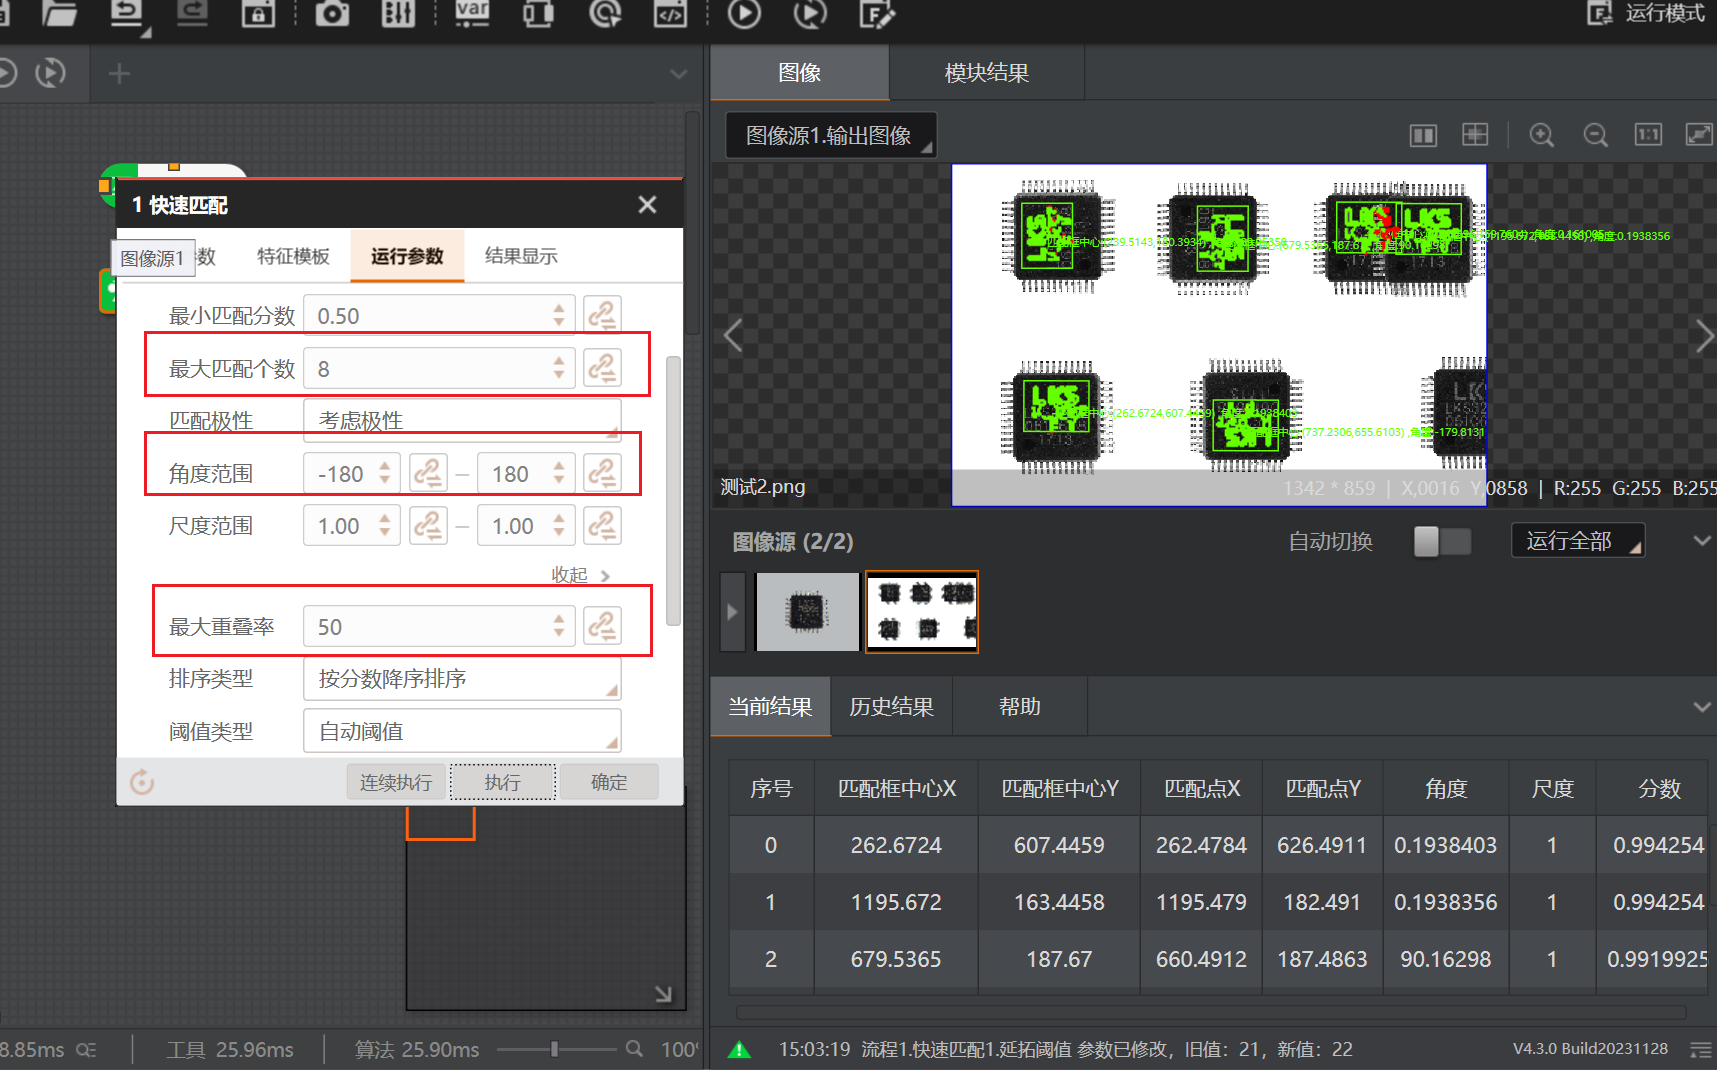 var
运行模式
图像
模块结果
图像源1.输出图像
1:1
1 快速匹配
图像源1
数
特征模板
运行参数
结果显示
最小匹配分数
0.50
最大匹配个数
8
匹配极性
考虑极性
角度范围
-180
180
尺度范围
1.00
1.00
收起
最大重叠率
50
排序类型
按分数降序排序
阈值类型
自动阈值
连续执行
执行
确定
测试2.png
1342 * 859 | X,0016 Y,0858 | R:255 G:255 B:255
图像源 (2/2)
自动切换
运行全部
当前结果
历史结果
帮助
序号 匹配框中心X 匹配框中心Y 匹配点X 匹配点Y 角度 尺度 分数
0 262.6724 607.4459 262.4784 626.4911 0.1938403 1 0.994254
1 1195.672 163.4458 1195.479 182.491 0.1938356 1 0.994254
2 679.5365 187.67 660.4912 187.4863 90.16298 1 0.9919925
8.85ms
工具 25.96ms
算法 25.90ms
100
15:03:19 流程1.快速匹配1.延拓阈值 参数已修改，旧值：21，新值：22
V4.3.0 Build20231128